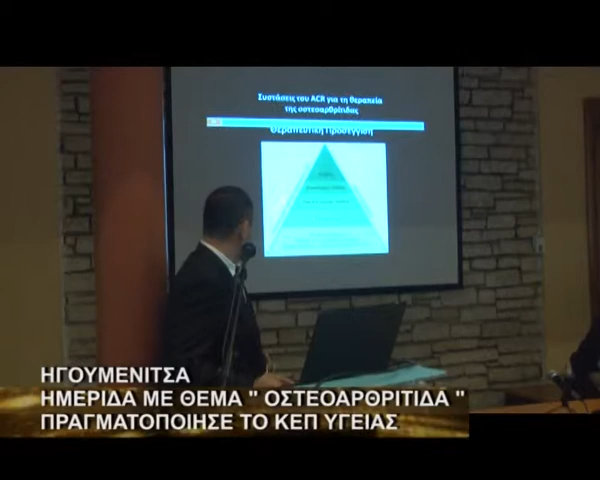 Συστάσεις του ACR για τη θεραπεία
της οστεοαρθρίτιδας
Θεραπευτική Προσέγγιση
ΗΓΟΥΜΕΝΙΤΣΑ
ΗΜΕΡΙΔΑ ΜΕ ΘΕΜΑ " ΟΣΤΕΟΑΡΘΡΙΤΙΔΑ "
ΠΡΑΓΜΑΤΟΠΟΙΗΣΕ ΤΟ ΚΕΠ ΥΓΕΙΑΣ